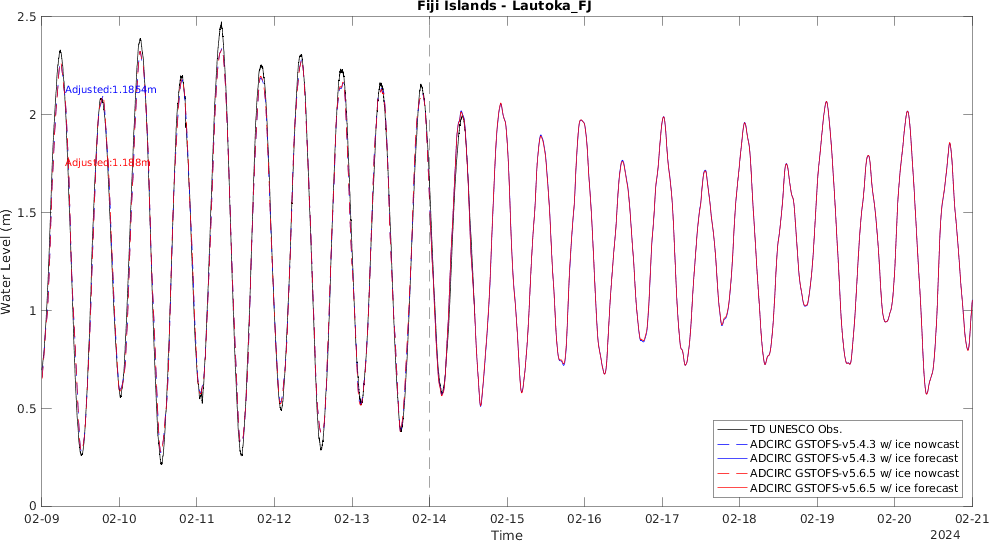 Fiji Islands - Lautoka_FJ
2.5
2
1.5
1
0.5
0
Water Level (m)
Adjusted:1.1854m
Adjusted:1.188m
TD UNESCO Obs.
ADCIRC GSTOFS-v5.4.3 w/ ice nowcast
ADCIRC GSTOFS-v5.4.3 w/ ice forecast
ADCIRC GSTOFS-v5.6.5 w/ ice nowcast
ADCIRC GSTOFS-v5.6.5 w/ ice forecast
02-09 02-10 02-11 02-12 02-13 02-14 02-15 02-16 02-17 02-18 02-19 02-20 02-21
Time
2024